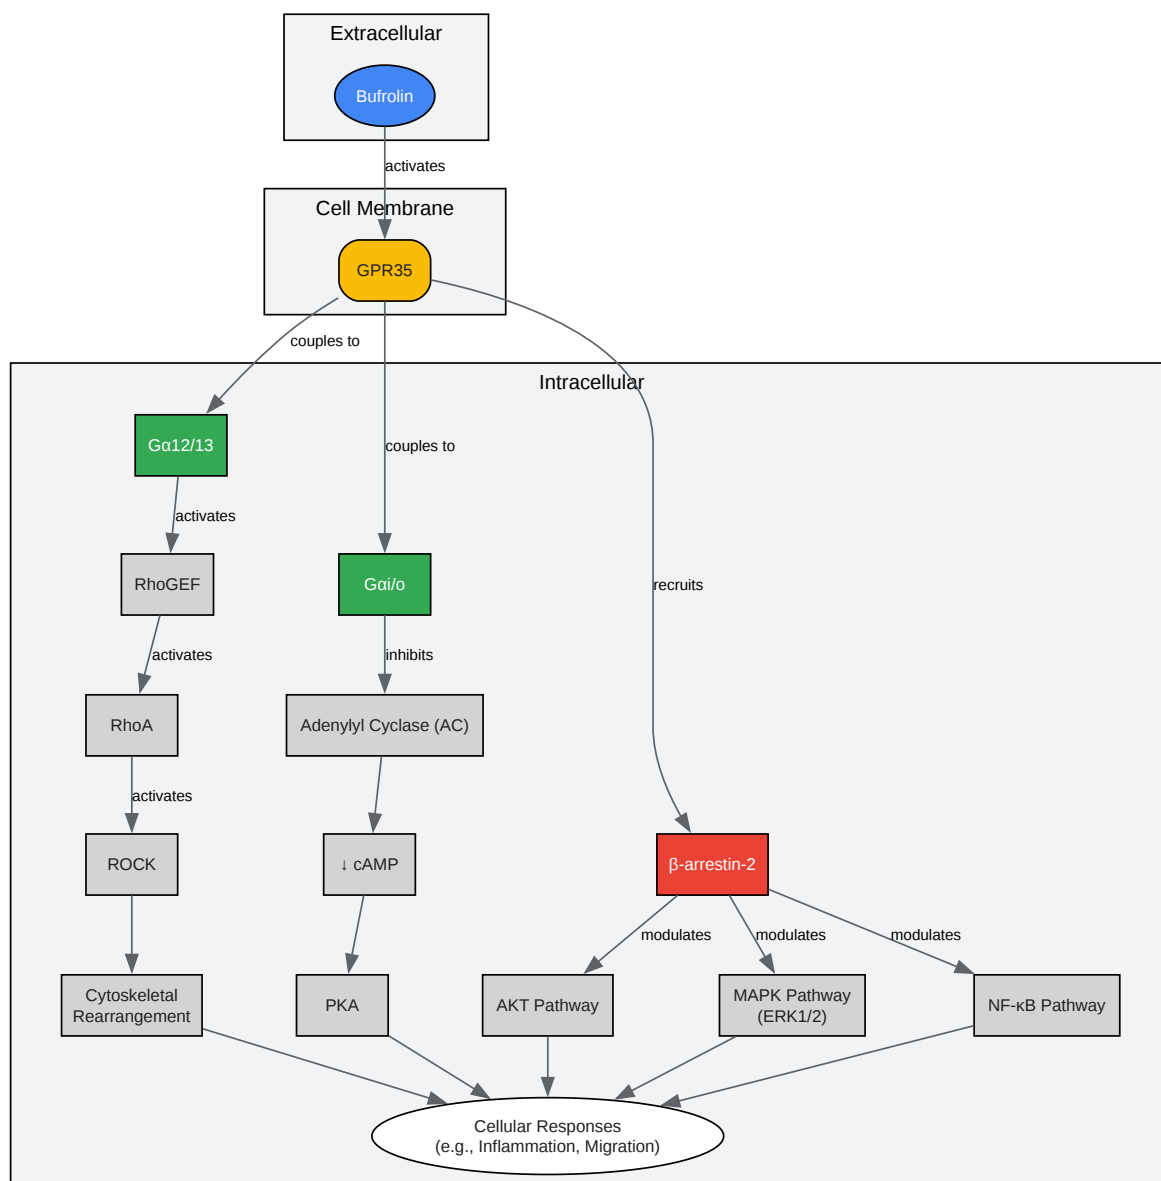 Extracellular
Bufrolin
activates
Cell Membrane
GPR35
couples to
Intracellular
Gα12/13
couples to
activates
RhoGEF
Gαi/o
recruits
activates
inhibits
RhoA
Adenylyl Cyclase (AC)
activates
ROCK
↓ cAMP
β-arrestin-2
modulates
modulates
modulates
Cytoskeletal
Rearrangement
PKA
AKT Pathway
MAPK Pathway
(ERK1/2)
NF-κB Pathway
Cellular Responses
(e.g., Inflammation, Migration)